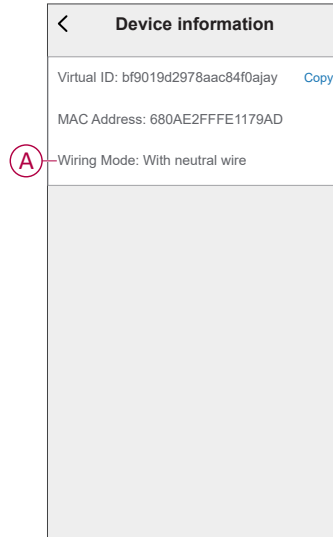 Device information
Virtual ID: bf9019d2978aac84f0ajay Copy
MAC Address: 680AE2FFFE1179AD
A Wiring Mode: With neutral wire